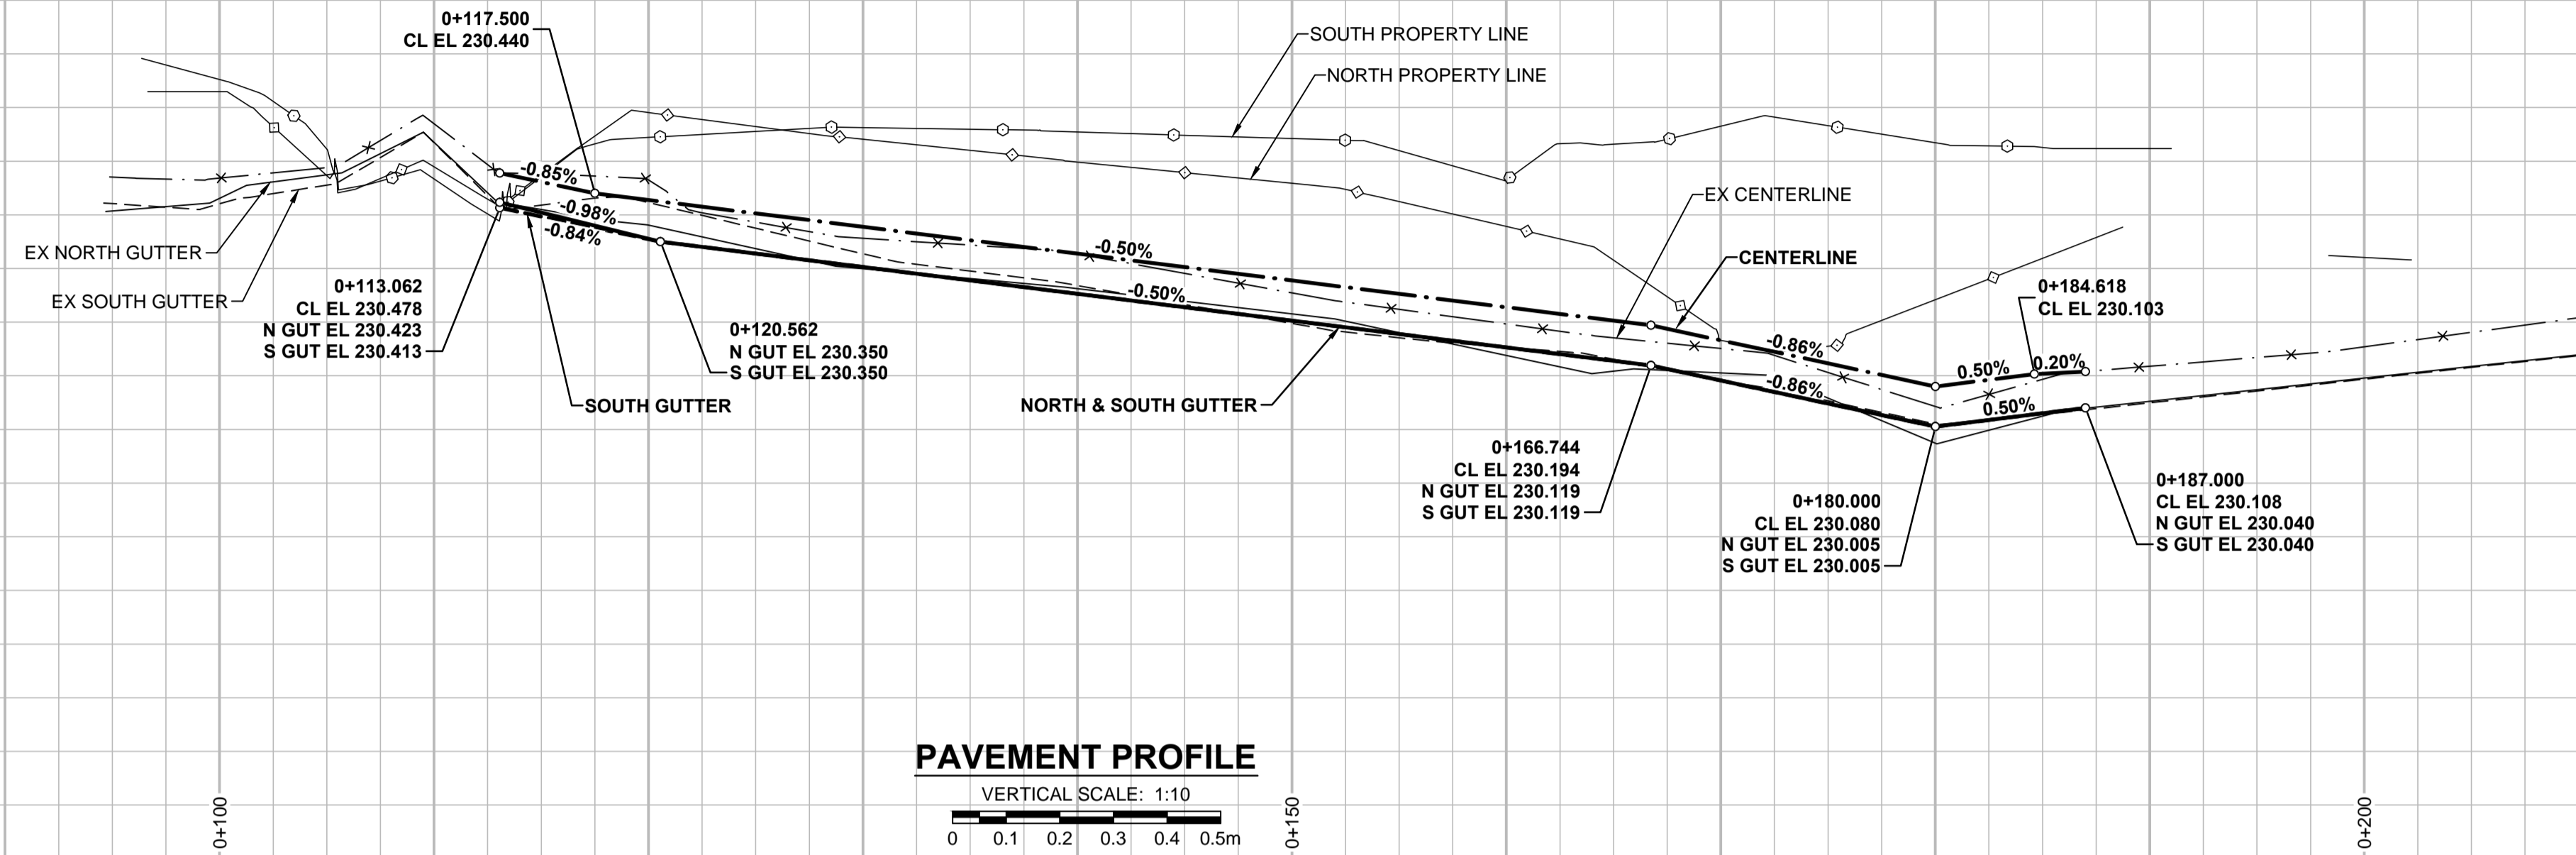 0+117.500
CL EL 230.440
SOUTH PROPERTY LINE
NORTH PROPERTY LINE
-0.85%
-0.98%
-0.84%
EX NORTH GUTTER
EX SOUTH GUTTER
0+113.062
CL EL 230.478
N GUT EL 230.423
S GUT EL 230.413
SOUTH GUTTER
0+120.562
N GUT EL 230.350
S GUT EL 230.350
-0.50%
-0.50%
NORTH & SOUTH GUTTER
EX CENTERLINE
CENTERLINE
-0.86%
-0.86%
0+184.618
CL EL 230.103
0.50%
0.20%
0.50%
0+166.744
CL EL 230.194
N GUT EL 230.119
S GUT EL 230.119
0+180.000
CL EL 230.080
N GUT EL 230.005
S GUT EL 230.005
0+187.000
CL EL 230.108
N GUT EL 230.040
S GUT EL 230.040
PAVEMENT PROFILE
VERTICAL SCALE: 1:10
0 0.1 0.2 0.3 0.4 0.5m
0+100
0+150
0+200